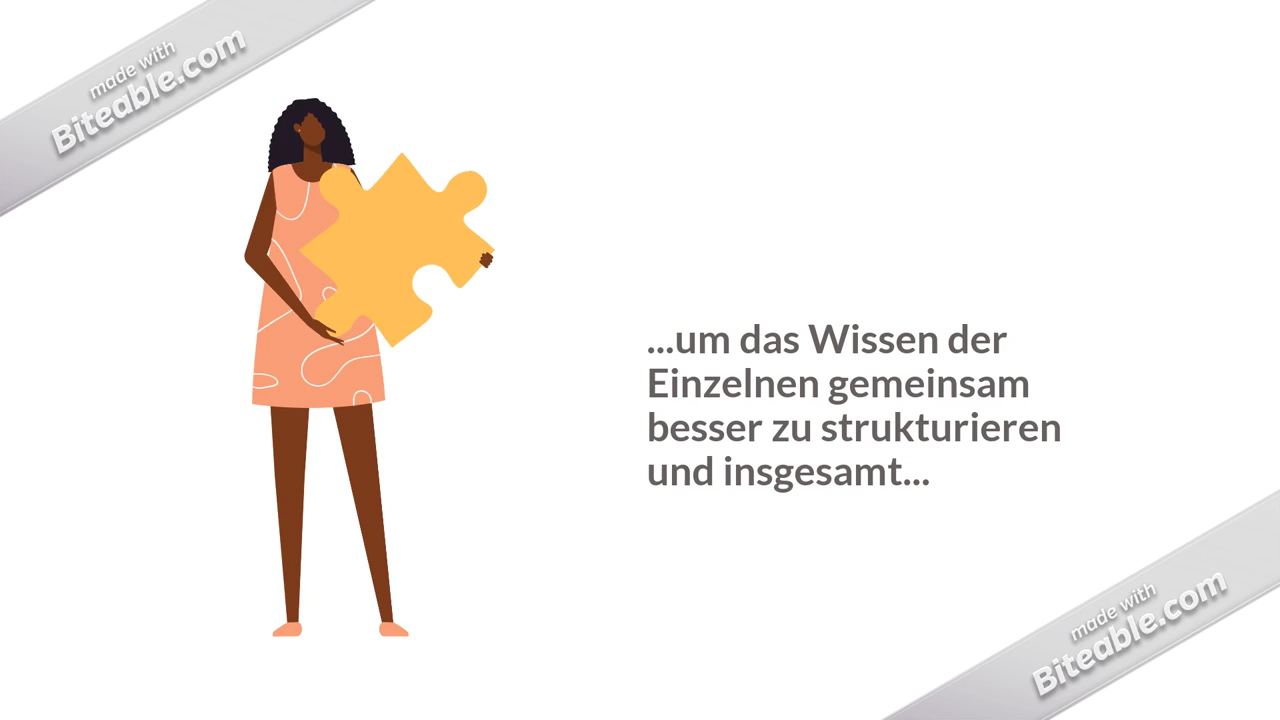 made with
Biteable.com
...um das Wissen der
Einzelnen gemeinsam
besser zu strukturieren
und insgesamt...
made with
Biteable.com